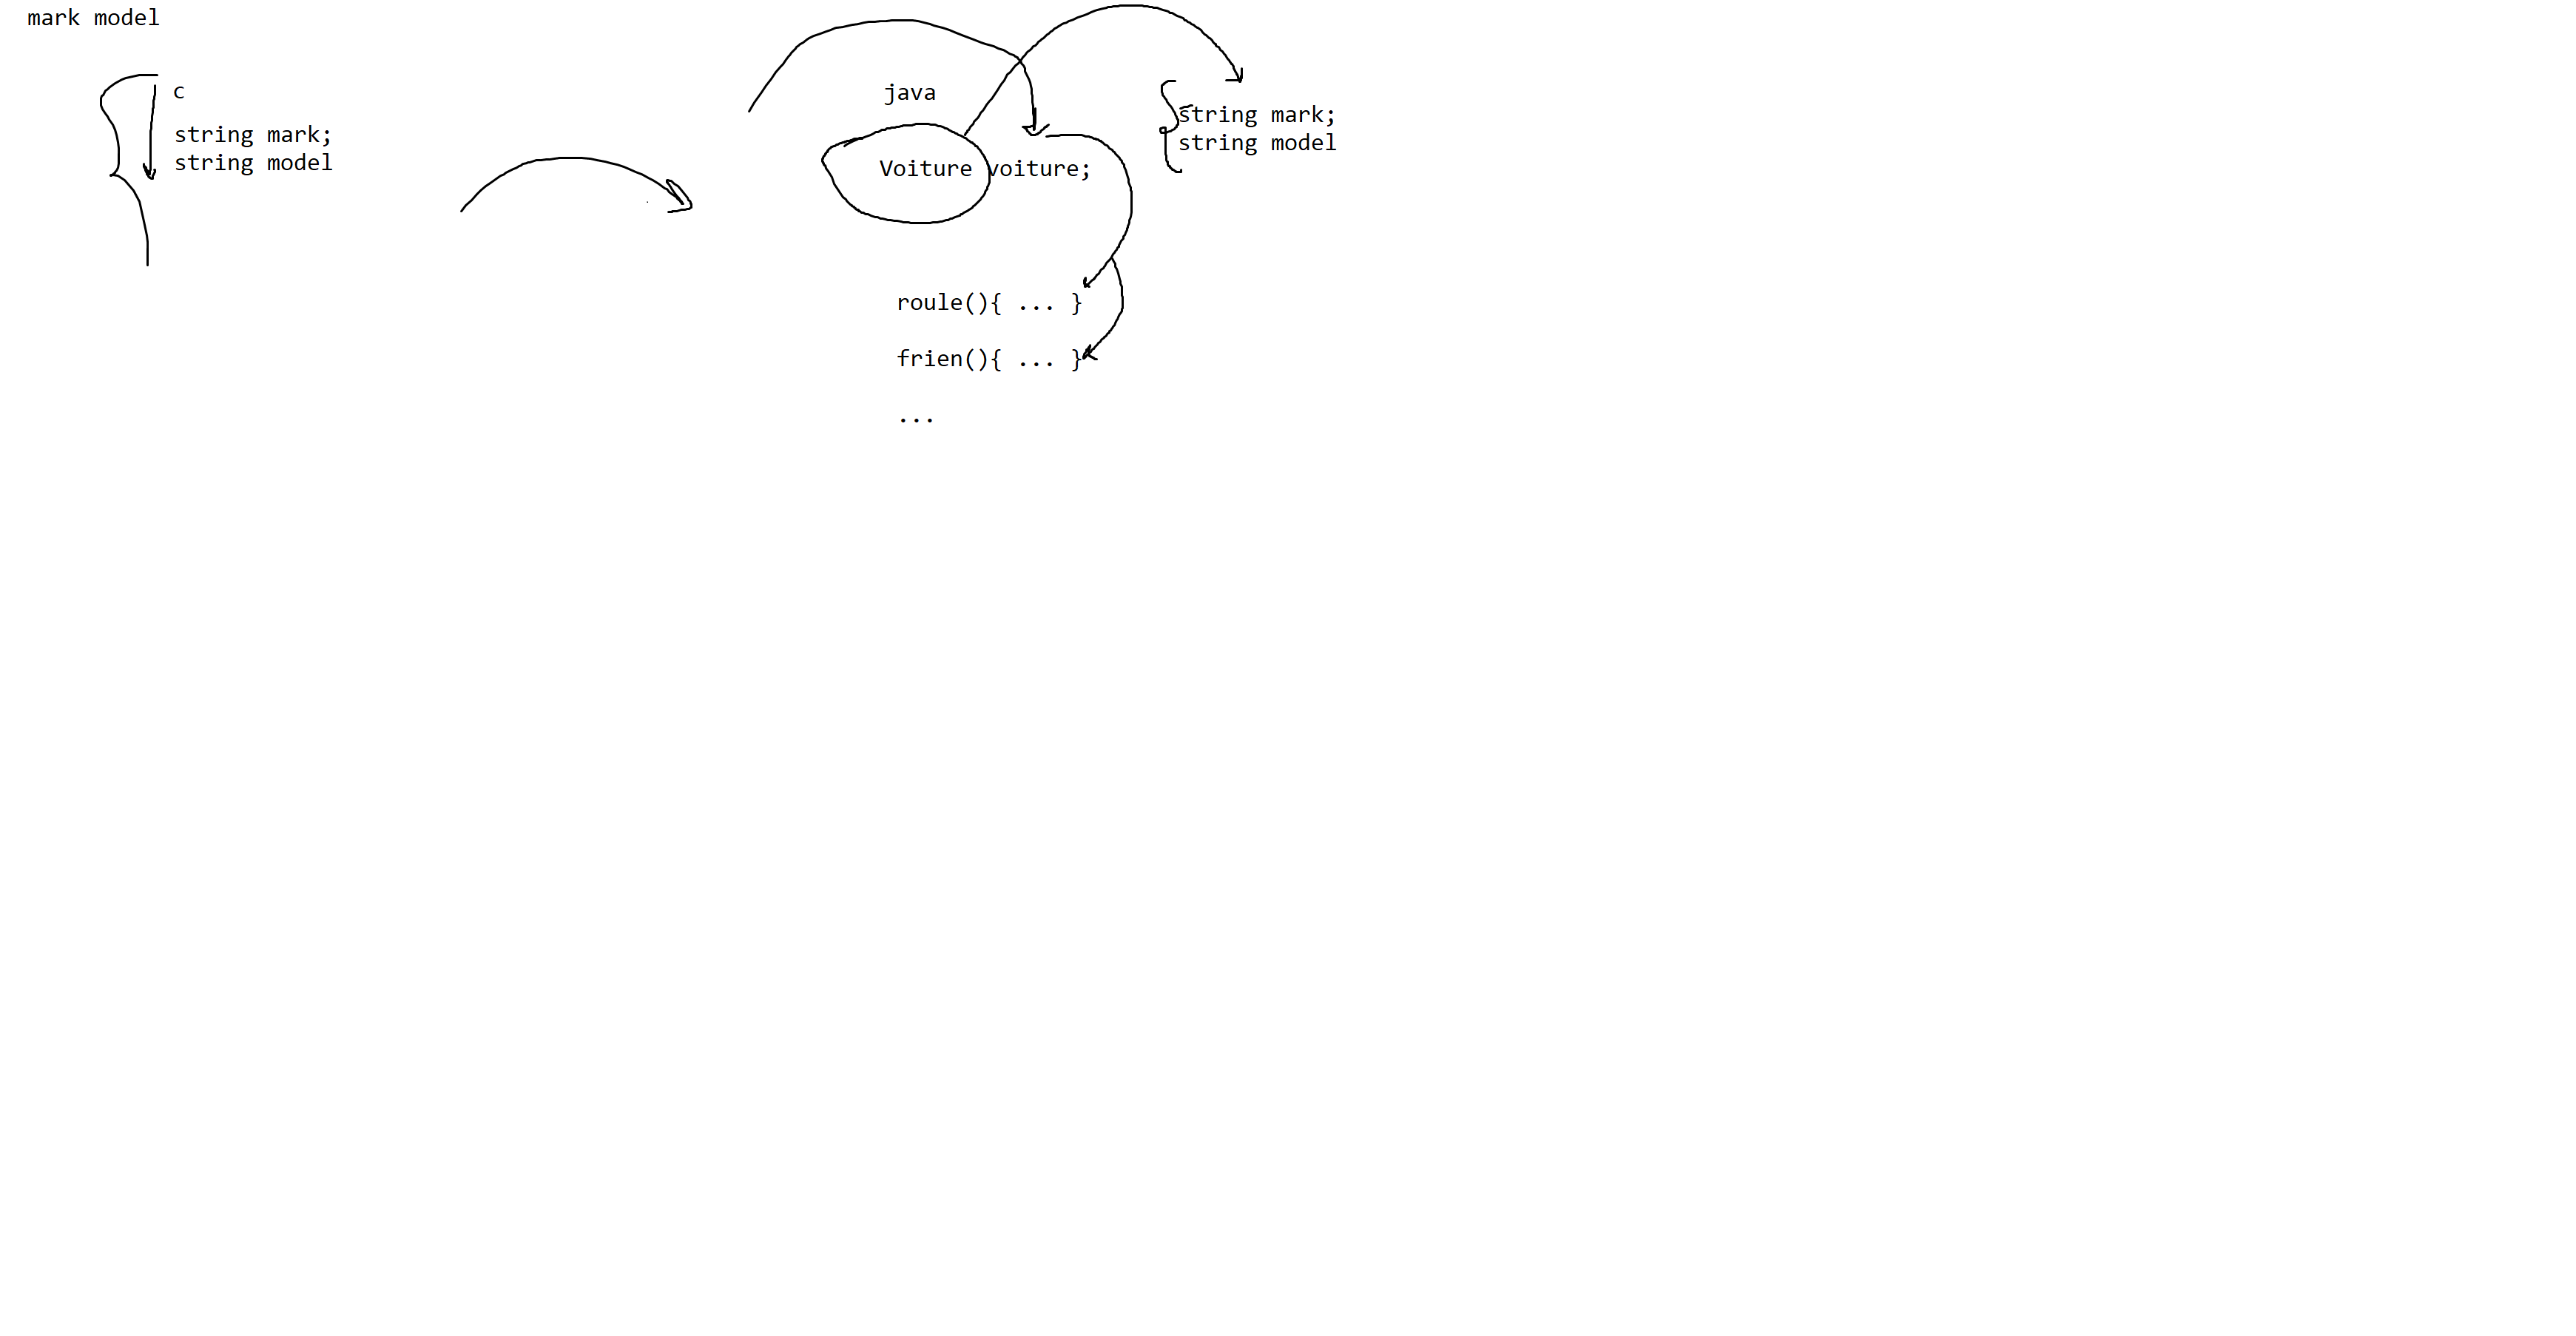 mark model
c
string mark;
string model
java
Voiture voiture;
roule(){ ... }
frien(){ ... }
...
string mark;
string model